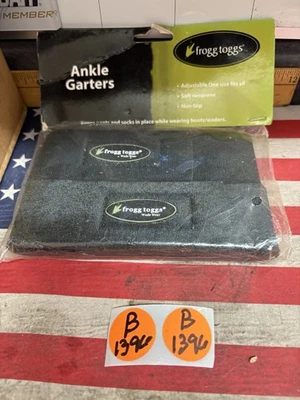 MEMBER
frogg toggs®
Ankle
Garters
• Adjustable (one size fits all
• Soft neoprene
• Non-Slip
Keeps pants and socks in place while wearing boots/waders.
frogg toggs®
frogg toggs®
B
1396
B
1396